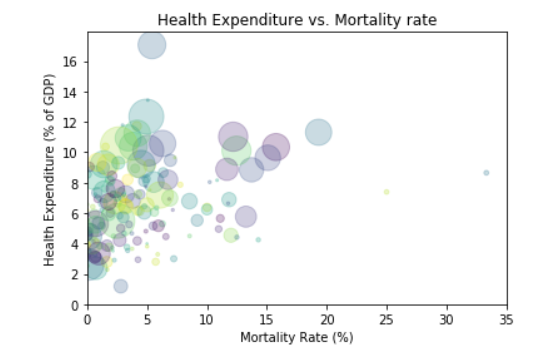 Health Expenditure vs. Mortality rate
Health Expenditure (% of GDP)
16
14
12
10
8
6
4
2
0
0 5 10 15 20 25 30 35
Mortality Rate (%)